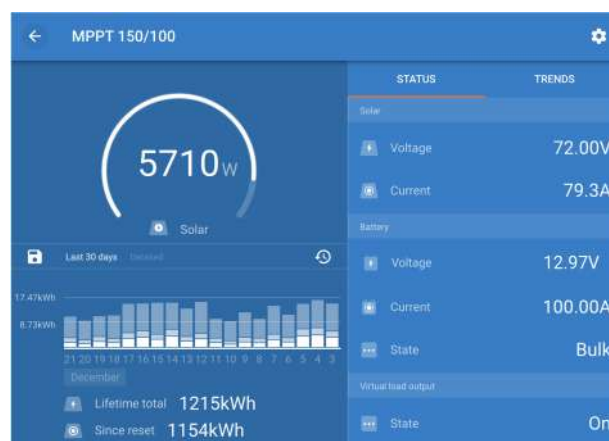 MPPT 150/100
STATUS TRENDS
5710W
Solar
Last 30 days Detailed
17.47kWh
8.73kWh
21 20 19 18 17 16 15 14 13 12 11 10 9 8 7 6 5 4 3
December
Lifetime total 1215kWh
Since reset 1154kWh
Solar
Voltage 72.00V
Current 79.3A
Battery
Voltage 12.97V
Current 100.00A
State Bulk
Virtual load output
State On